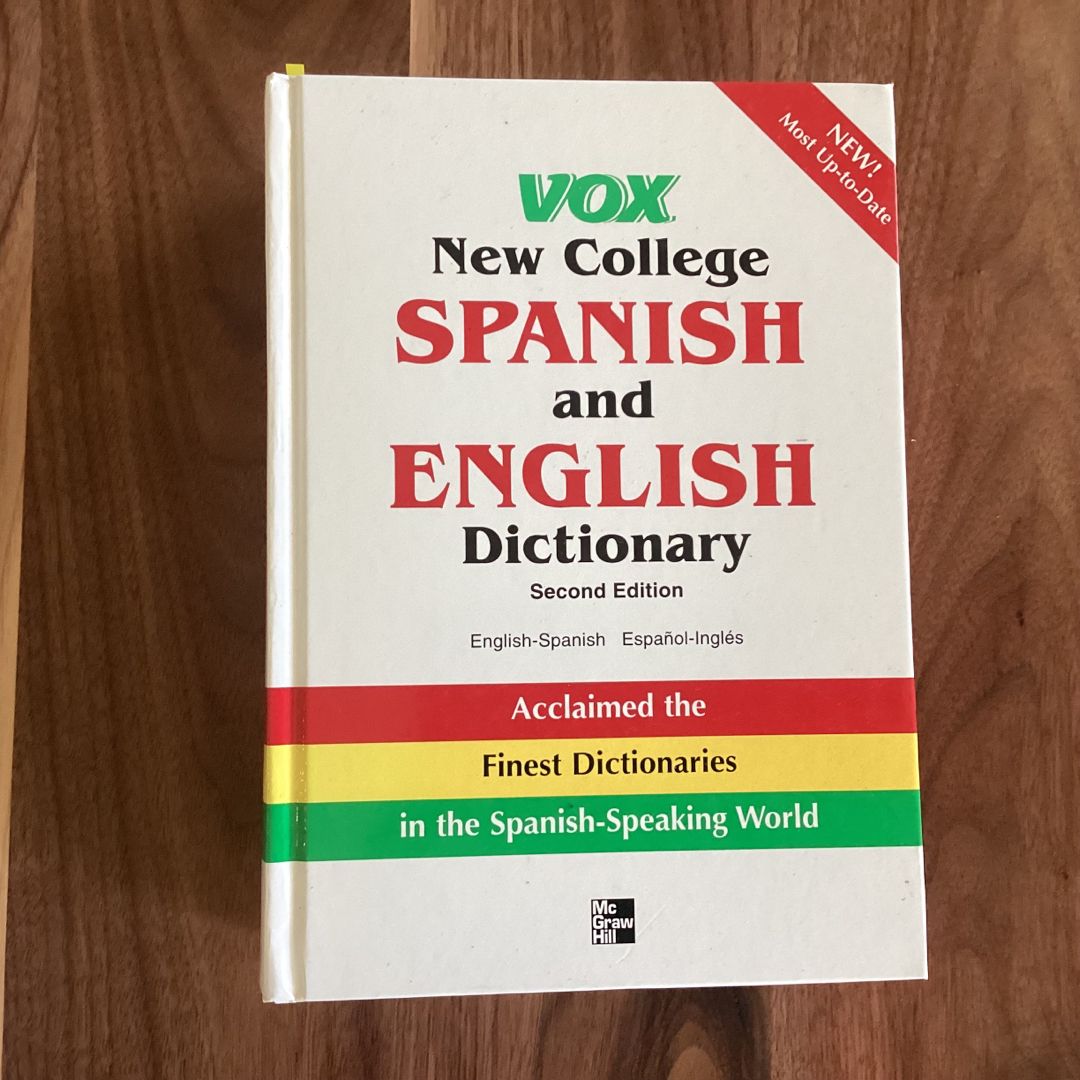 NEW!
Most Up-to-Date
VOX
New College
SPANISH
and
ENGLISH
Dictionary
Second Edition
English-Spanish Español-Inglés
Acclaimed the
Finest Dictionaries
in the Spanish-Speaking World
Mc
Graw
Hill